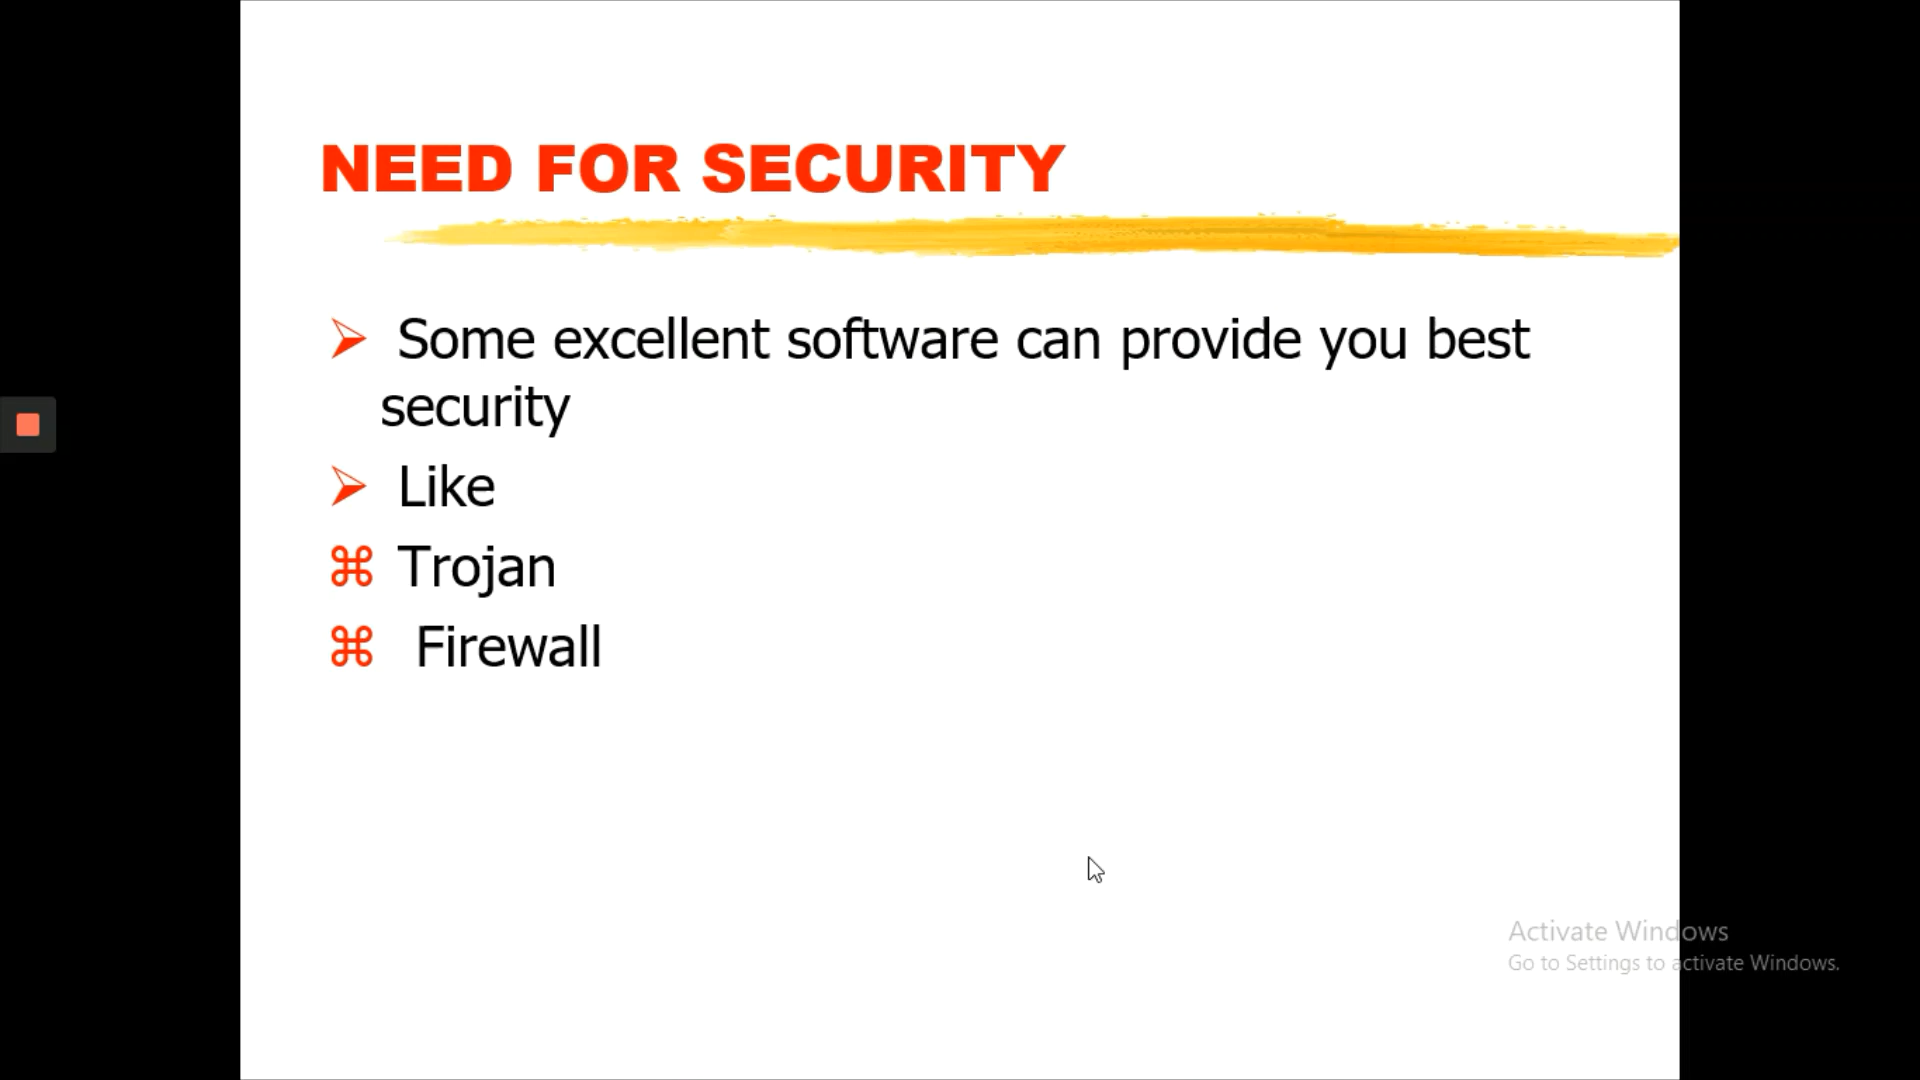 NEED FOR SECURITY
➢ Some excellent software can provide you best
security
➢ Like
⌘ Trojan
⌘ Firewall
Activate Windows
Go to Settings to activate Windows.